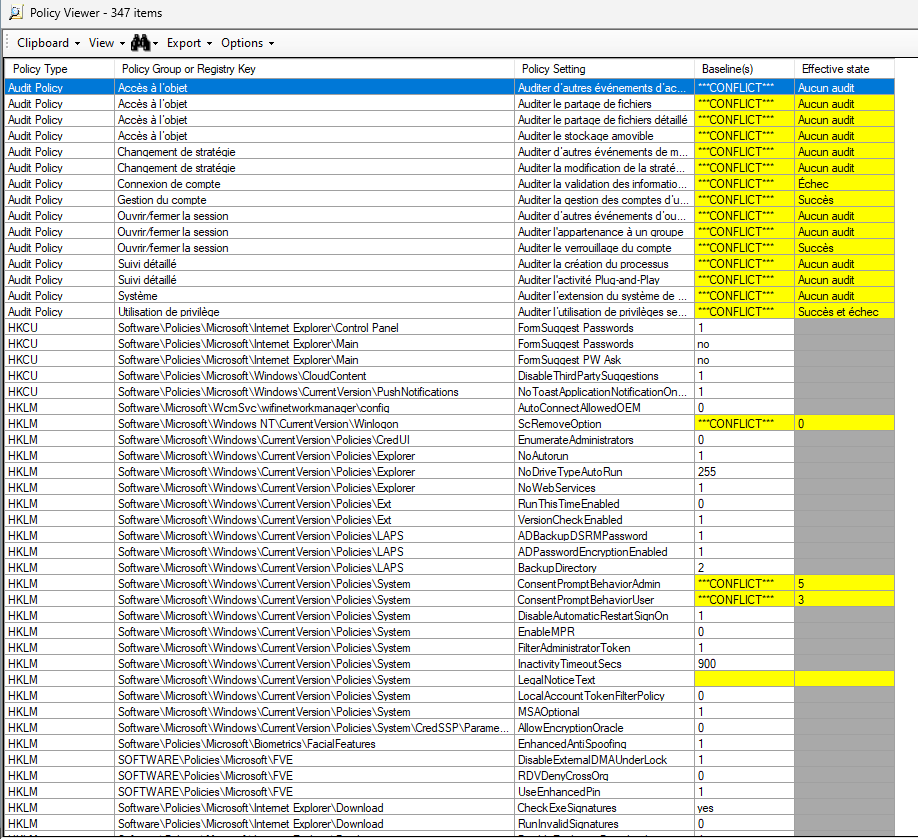 Policy Viewer - 347 items
Clipboard View Export Options
Policy Type Policy Group or Registry Key Policy Setting Baseline(s) Effective state
Audit Policy Accès à l'objet Auditer d'autres événements d'ac... ***CONFLICT*** Aucun audit
Audit Policy Accès à l'objet Auditer le partage de fichiers ***CONFLICT*** Aucun audit
Audit Policy Accès à l'objet Auditer le partage de fichiers détaillé ***CONFLICT*** Aucun audit
Audit Policy Accès à l'objet Auditer le stockage amovible ***CONFLICT*** Aucun audit
Audit Policy Changement de stratégie Auditer d'autres événements de m... ***CONFLICT*** Aucun audit
Audit Policy Changement de stratégie Auditer la modification de la straté... ***CONFLICT*** Aucun audit
Audit Policy Connexion de compte Auditer la validation des informatio... ***CONFLICT*** Échec
Audit Policy Gestion du compte Auditer la gestion des comptes d'u... ***CONFLICT*** Succès
Audit Policy Ouvrir/fermer la session Auditer d'autres événements d'ou... ***CONFLICT*** Aucun audit
Audit Policy Ouvrir/fermer la session Auditer l'appartenance à un groupe ***CONFLICT*** Aucun audit
Audit Policy Ouvrir/fermer la session Auditer le verrouillage du compte ***CONFLICT*** Succès
Audit Policy Suivi détaillé Auditer la création du processus ***CONFLICT*** Aucun audit
Audit Policy Suivi détaillé Auditer l'activité Plug-and-Play ***CONFLICT*** Aucun audit
Audit Policy Système Auditer l'extension du système de ... ***CONFLICT*** Aucun audit
Audit Policy Utilisation de privilège Auditer l'utilisation de privilèges se... ***CONFLICT*** Succès et échec
HKCU Software\Policies\Microsoft\Internet Explorer\Control Panel FormSuggest Passwords 1
HKCU Software\Policies\Microsoft\Internet Explorer\Main FormSuggest Passwords no
HKCU Software\Policies\Microsoft\Internet Explorer\Main FormSuggest PW Ask no
HKCU Software\Policies\Microsoft\Windows\CloudContent DisableThirdPartySuggestions 1
HKCU Software\Policies\Microsoft\Windows\CurrentVersion\PushNotifications NoToastApplicationNotificationOn... 1
HKLM Software\Microsoft\WcmSvc\wifinetworkmanager\config AutoConnectAllowedOEM 0
HKLM Software\Microsoft\Windows NT\CurrentVersion\Winlogon ScRemoveOption ***CONFLICT*** 0
HKLM Software\Microsoft\Windows\CurrentVersion\Policies\CredUI EnumerateAdministrators 0
HKLM Software\Microsoft\Windows\CurrentVersion\Policies\Explorer NoAutorun 1
HKLM Software\Microsoft\Windows\CurrentVersion\Policies\Explorer NoDriveTypeAutoRun 255
HKLM Software\Microsoft\Windows\CurrentVersion\Policies\Explorer NoWebServices 1
HKLM Software\Microsoft\Windows\CurrentVersion\Policies\Ext RunThisTimeEnabled 0
HKLM Software\Microsoft\Windows\CurrentVersion\Policies\Ext VersionCheckEnabled 1
HKLM Software\Microsoft\Windows\CurrentVersion\Policies\LAPS ADBackupDSRMPassword 1
HKLM Software\Microsoft\Windows\CurrentVersion\Policies\LAPS ADPasswordEncryptionEnabled 1
HKLM Software\Microsoft\Windows\CurrentVersion\Policies\LAPS BackupDirectory 2
HKLM Software\Microsoft\Windows\CurrentVersion\Policies\System ConsentPromptBehaviorAdmin ***CONFLICT*** 5
HKLM Software\Microsoft\Windows\CurrentVersion\Policies\System ConsentPromptBehaviorUser ***CONFLICT*** 3
HKLM Software\Microsoft\Windows\CurrentVersion\Policies\System DisableAutomaticRestartSignOn 1
HKLM Software\Microsoft\Windows\CurrentVersion\Policies\System EnableMPR 0
HKLM Software\Microsoft\Windows\CurrentVersion\Policies\System FilterAdministratorToken 1
HKLM Software\Microsoft\Windows\CurrentVersion\Policies\System InactivityTimeoutSecs 900
HKLM Software\Microsoft\Windows\CurrentVersion\Policies\System LegalNoticeText
HKLM Software\Microsoft\Windows\CurrentVersion\Policies\System LocalAccountTokenFilterPolicy 0
HKLM Software\Microsoft\Windows\CurrentVersion\Policies\System MSAOptional 1
HKLM Software\Microsoft\Windows\CurrentVersion\Policies\System\CredSSP\Parame... AllowEncryptionOracle 0
HKLM Software\Policies\Microsoft\Biometrics\FacialFeatures EnhancedAntiSpoofing 1
HKLM SOFTWARE\Policies\Microsoft\FVE DisableExternalDMAUnderLock 1
HKLM SOFTWARE\Policies\Microsoft\FVE RDVDenyCrossOrg 0
HKLM SOFTWARE\Policies\Microsoft\FVE UseEnhancedPin 1
HKLM Software\Policies\Microsoft\Internet Explorer\Download CheckExeSignatures yes
HKLM Software\Policies\Microsoft\Internet Explorer\Download RunInvalidSignatures 0